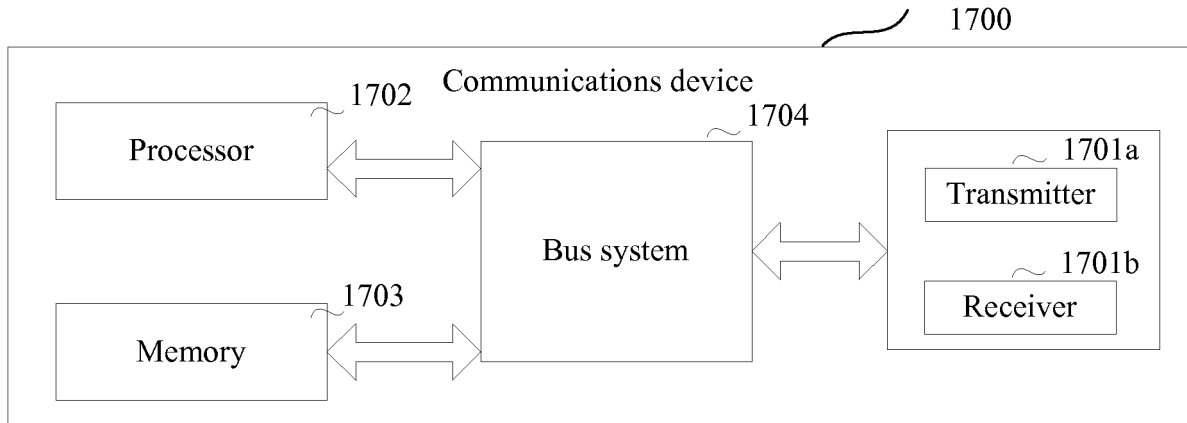 1700
Communications device
1702
Processor
1704
Bus system
1701a
Transmitter
1701b
Receiver
1703
Memory